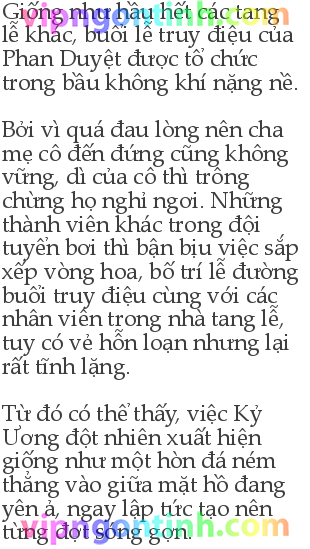 Giống như hầu hết các tang
lễ khác, buổi lễ truy điệu của
Phan Duyệt được tổ chức
trong bầu không khí nặng nề.
Bởi vì quá đau lòng nên cha
mẹ cô đến đứng cũng không
vững, dì của cô thì trông
chừng họ nghỉ ngơi. Những
thành viên khác trong đội
tuyển bơi thì bận bịu việc sắp
xếp vòng hoa, bố trí lễ đường
buổi truy điệu cùng với các
nhân viên trong nhà tang lễ,
tuy có vẻ hỗn loạn nhưng lại
rất tĩnh lặng.
Từ đó có thể thấy, việc Kỷ
Ương đột nhiên xuất hiện
giống như một hòn đá ném
thẳng vào giữa mặt hồ đang
yên ả, ngay lập tức tạo nên
từng đợt sóng gợn.
vipngontinh.com
vipngontinh.com